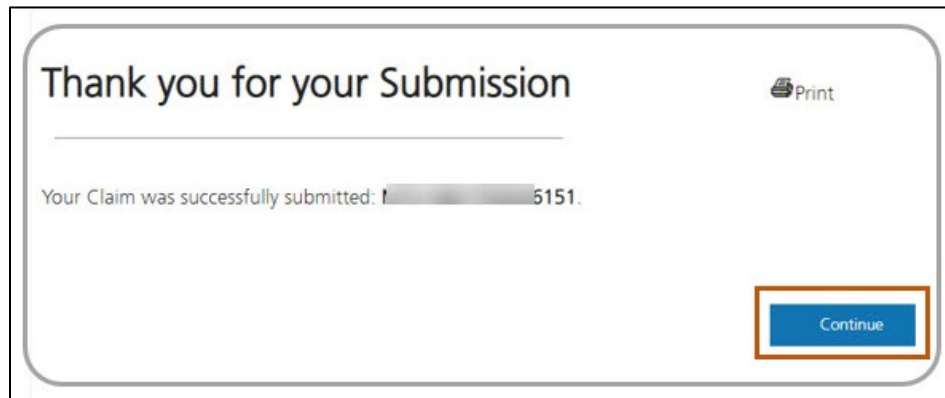 Thank you for your Submission
Print
Your Claim was successfully submitted: 6151.
Continue